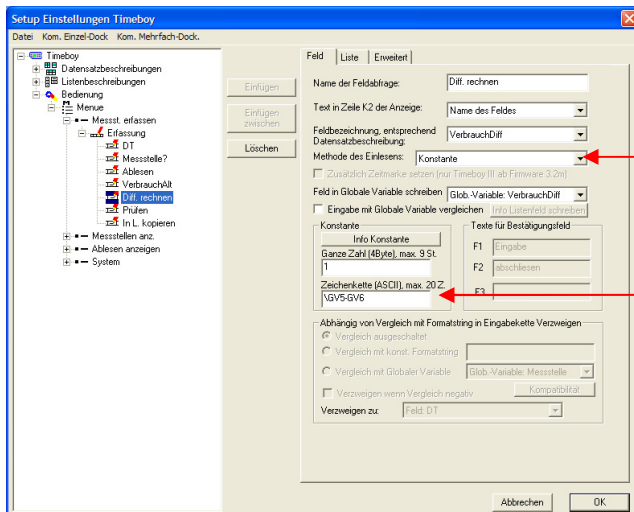 Setup Einstellungen Timeboy
Datei Kom. Einzel-Dock Kom. Mehrfach-Dock.
Timeboy
Datensatzbeschreibungen
Listenbeschreibungen
Bedienung
Menue
Messst. erfassen
Erfassung
DT
Messstelle?
Ablesen
VerbrauchAlt
Diff. rechnen
Prüfen
In L. kopieren
Messstellen anz.
Ablesen anzeigen
System
Einfügen
Einfügen
zwischen
Löschen
Feld Liste Erweitert
Name der Feldabfrage: Diff. rechnen
Text in Zeile K2 der Anzeige: Name des Feldes
Feldbezeichnung, entsprechend
Datensatzbeschreibung: VerbrauchDiff
Methode des Einlesens: Konstante
Zusätzlich Zeitmarke setzen (nur Timeboy III ab Firmware 3.2m)
Feld in Globale Variable schreiben Glob.-Variable: VerbrauchDiff
Eingabe mit Globale Variable vergleichen Info Listenfeld schreiben
Konstante
Info Konstante
Ganze Zahl (4Byte), max. 9 St.
1
Zeichenkette (ASCII), max. 20 Z.
\GV5-GV6
Texte für Bestätigungsfeld
F1 Eingabe
F2 abschliesen
F3
Abhängig von Vergleich mit Formatstring in Eingabekette Verzweigen
Vergleich ausgeschaltet
Vergleich mit konst. Formatstring
Vergleich mit Globaler Variable Glob.-Variable: Messstelle
Verzweigen wenn Vergleich negativ Kompatibilität
Verzweigen zu: Feld: DT
Abbrechen OK